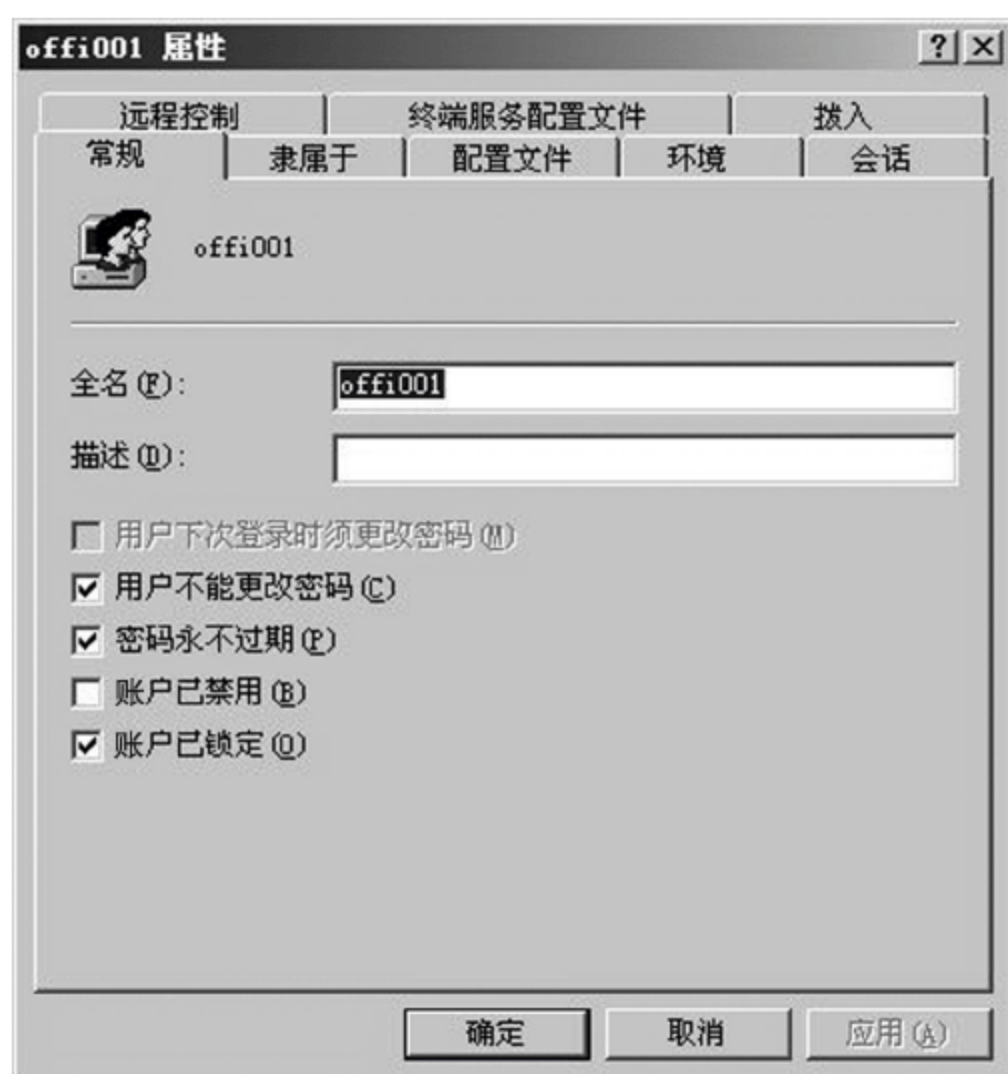 offi001 属性
远程控制 终端服务配置文件 拨入
常规 隶属于 配置文件 环境 会话
offi001
全名(F): offi001
描述(D):
用户下次登录时须更改密码(M)
用户不能更改密码(C)
密码永不过期(P)
账户已禁用(B)
账户已锁定(O)
确定 取消 应用(A)